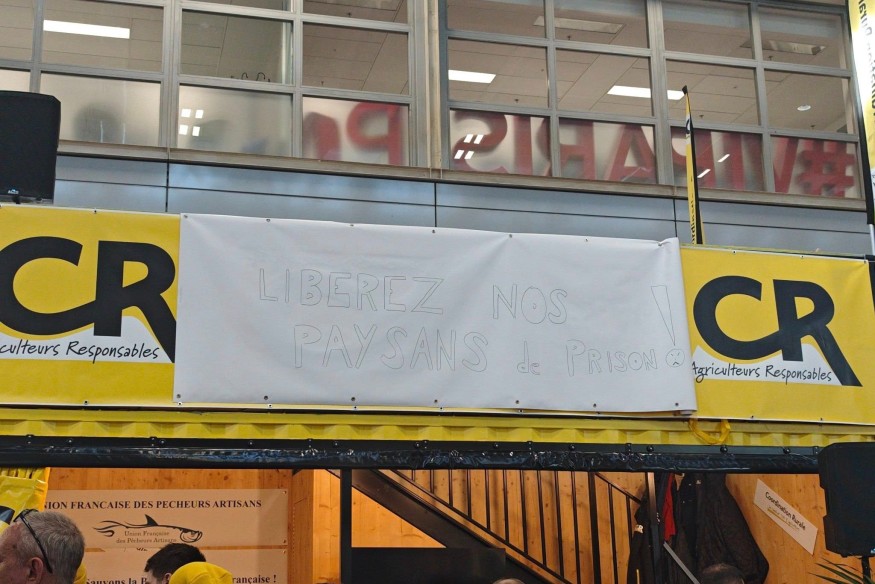 #VIPARIS
CR
culteurs Responsables
LIBEREZ NOS
PAYSANS de PRISON !
CR
Agriculteurs Responsables
NION FRANCAISE DES PECHEURS ARTISANS
Union Française
des Pêcheurs Artisans
Coordination Rurale